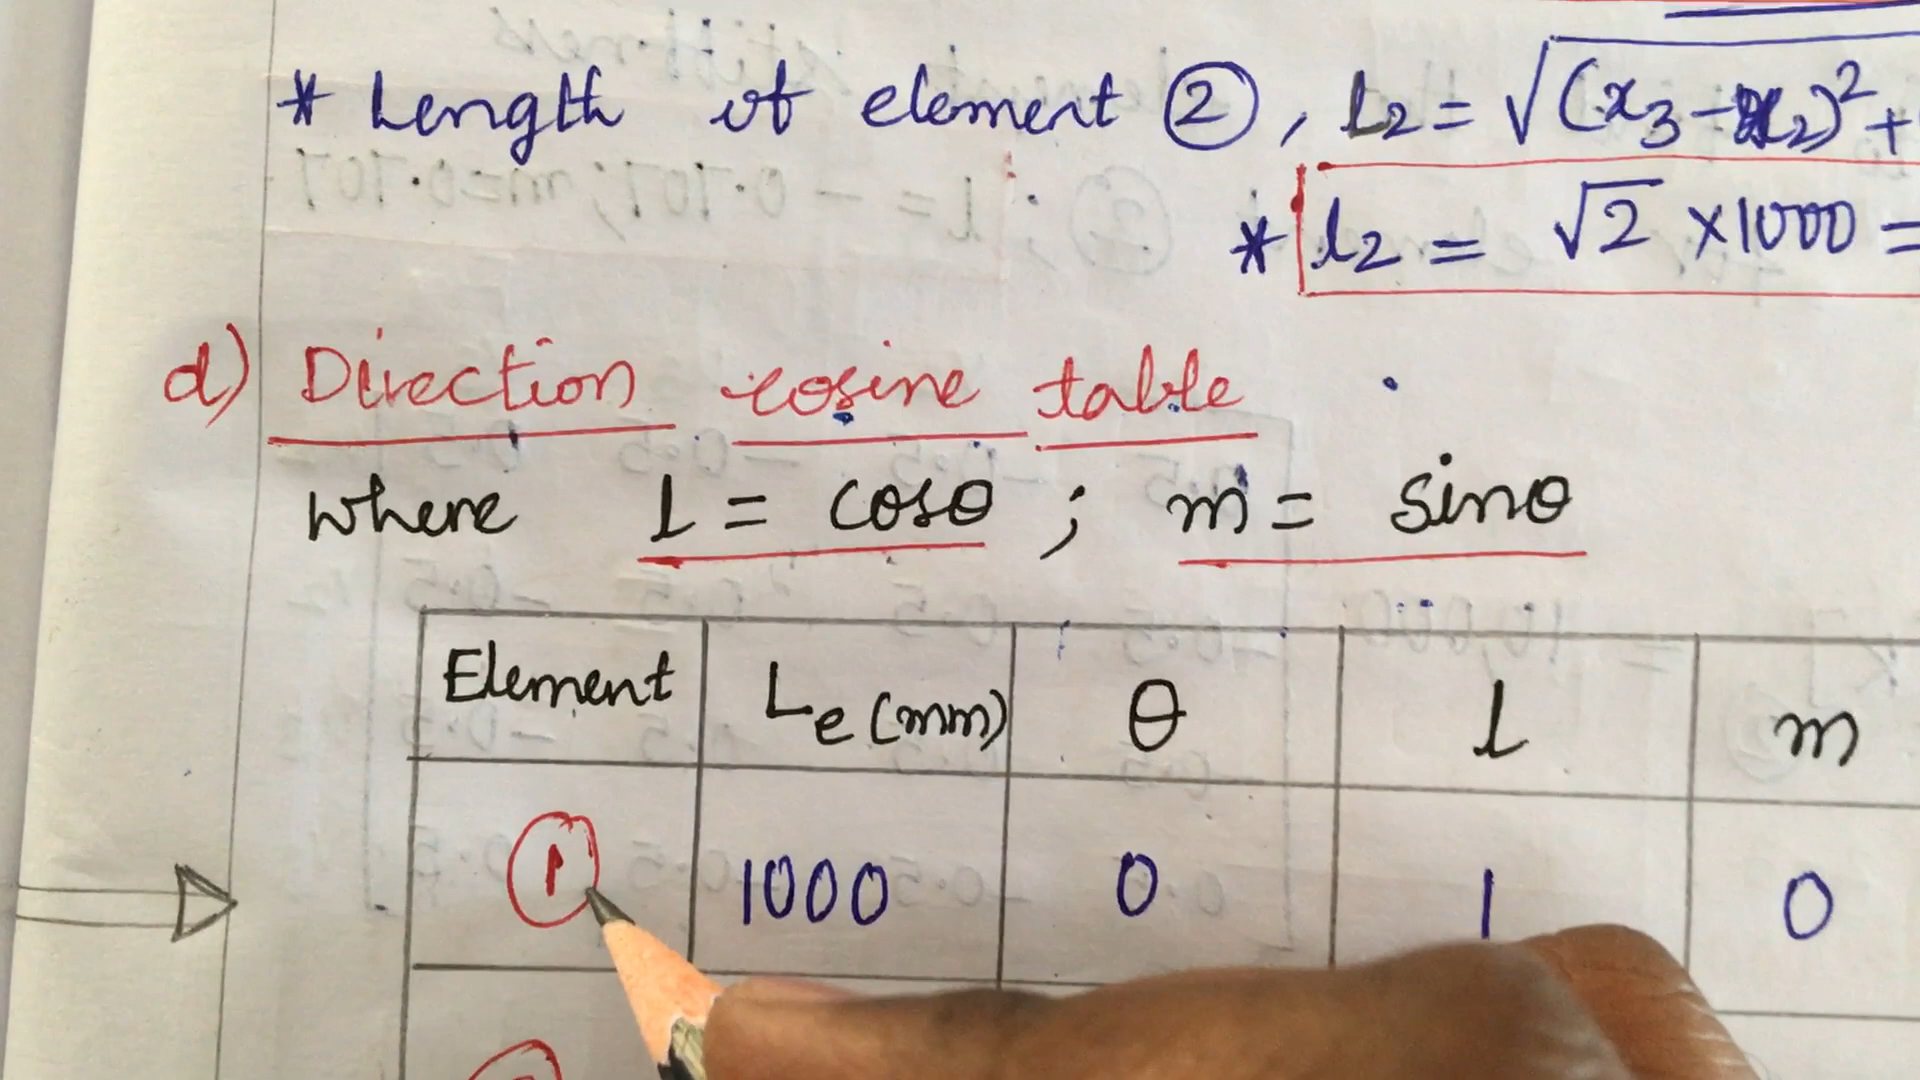 * Length of element ②, l₂ = √(x₃-x₂)² +
* l₂ = √2 × 1000 =
d) Direction cosine table
where l = cosθ ; m = sinθ
Element Le (mm) θ l m
① 1000 0 1 0